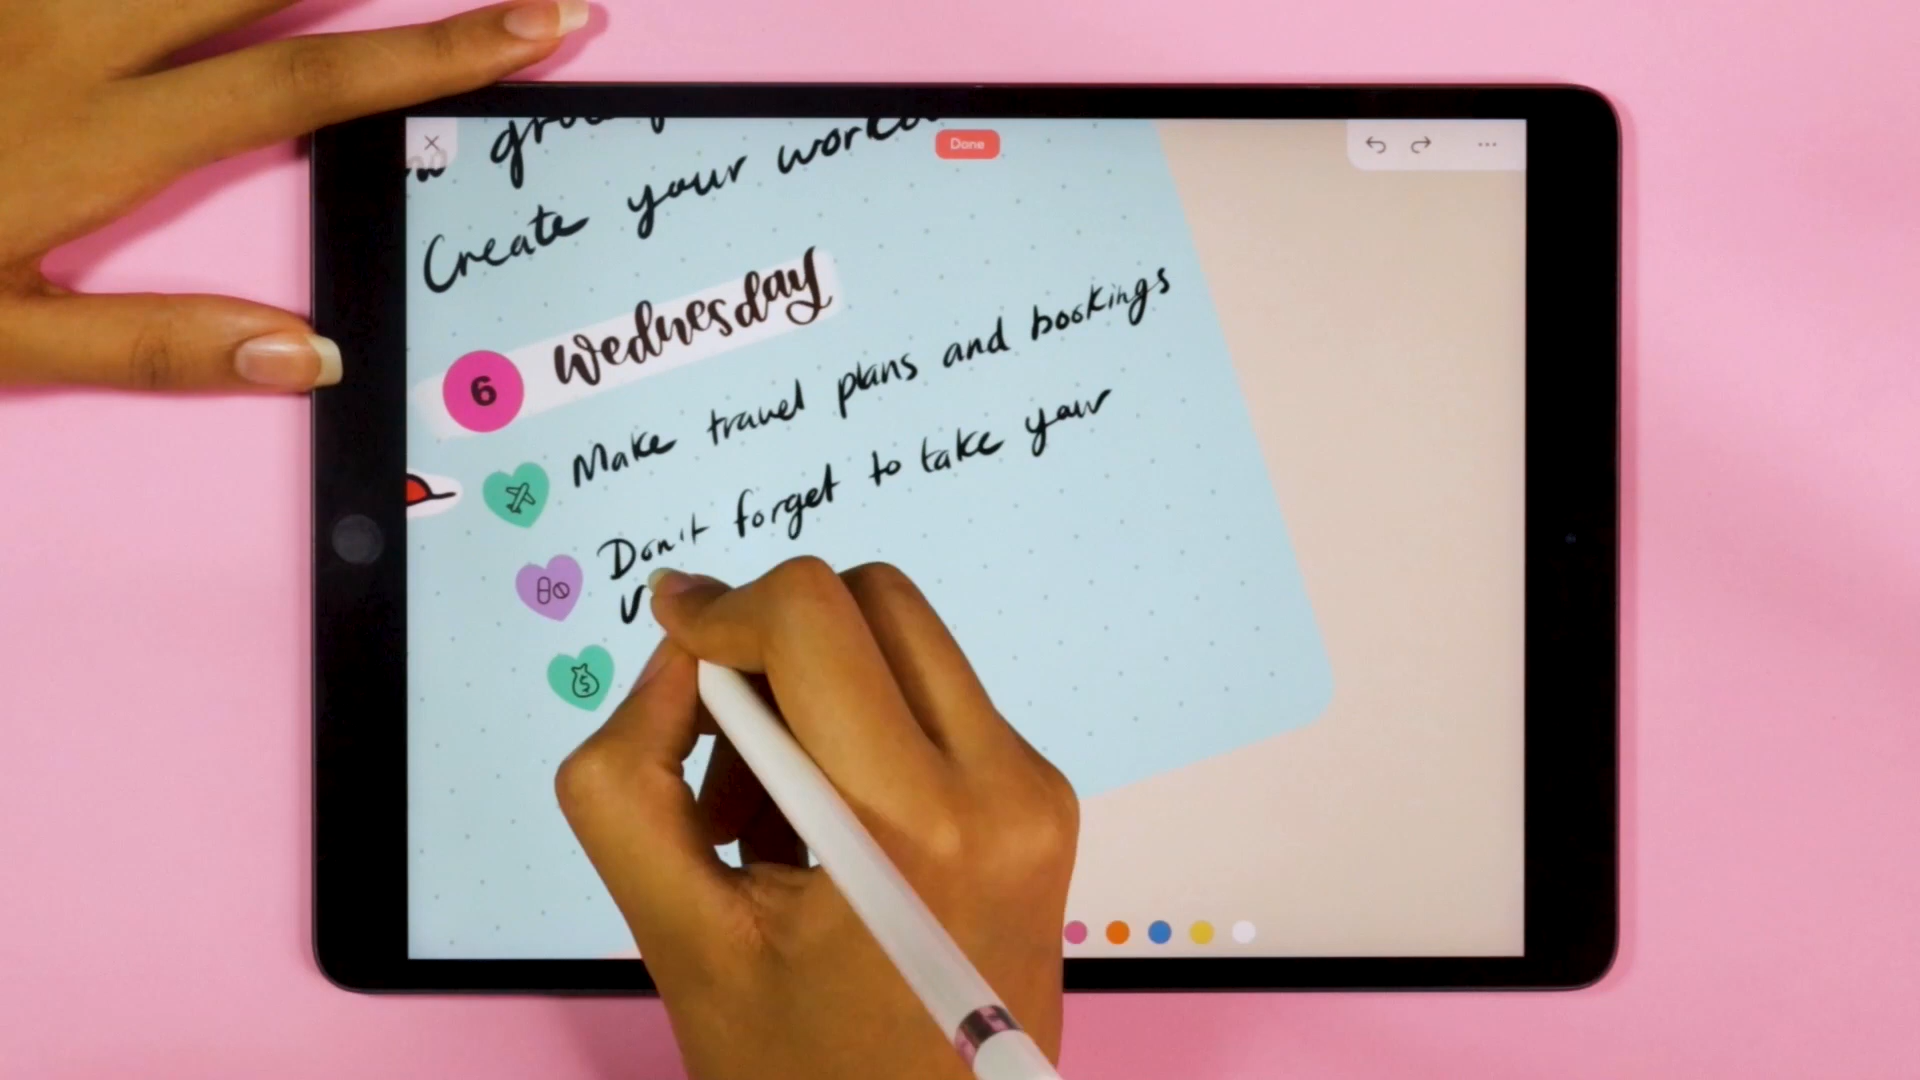 Done
Create your
6 Wednesday
Make travel plans and bookings
Don't forget to take your